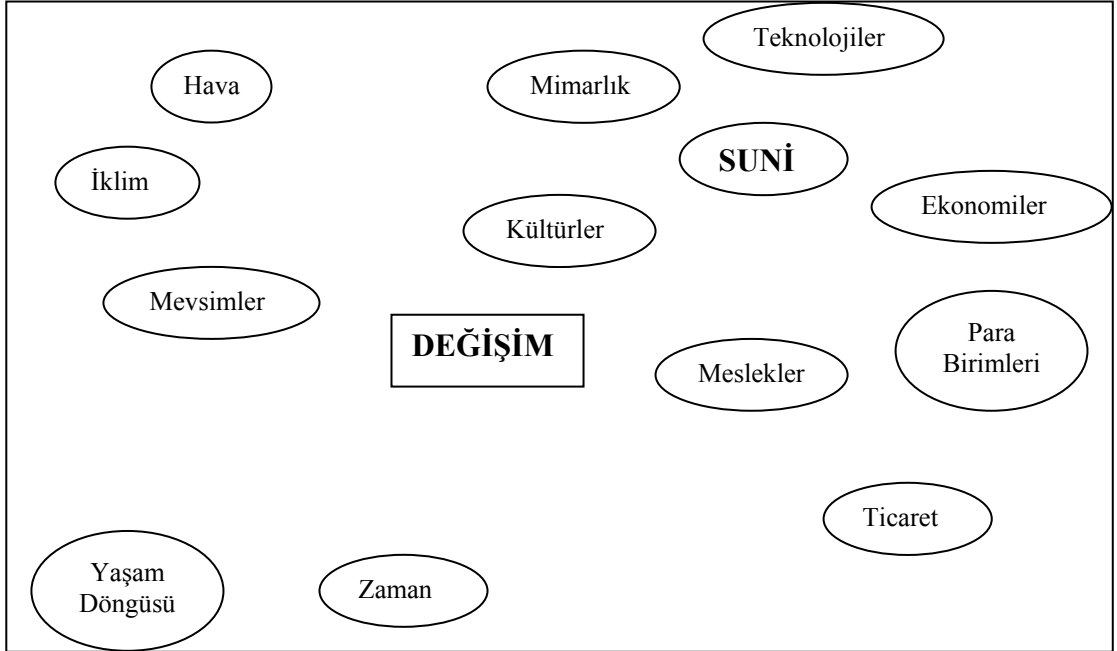 Teknolojiler
Hava
Mimarlık
SUNİ
İklim
Ekonomiler
Kültürler
Mevsimler
DEĞİŞİM
Para
Birimleri
Meslekler
Ticaret
Yaşam
Döngüsü
Zaman